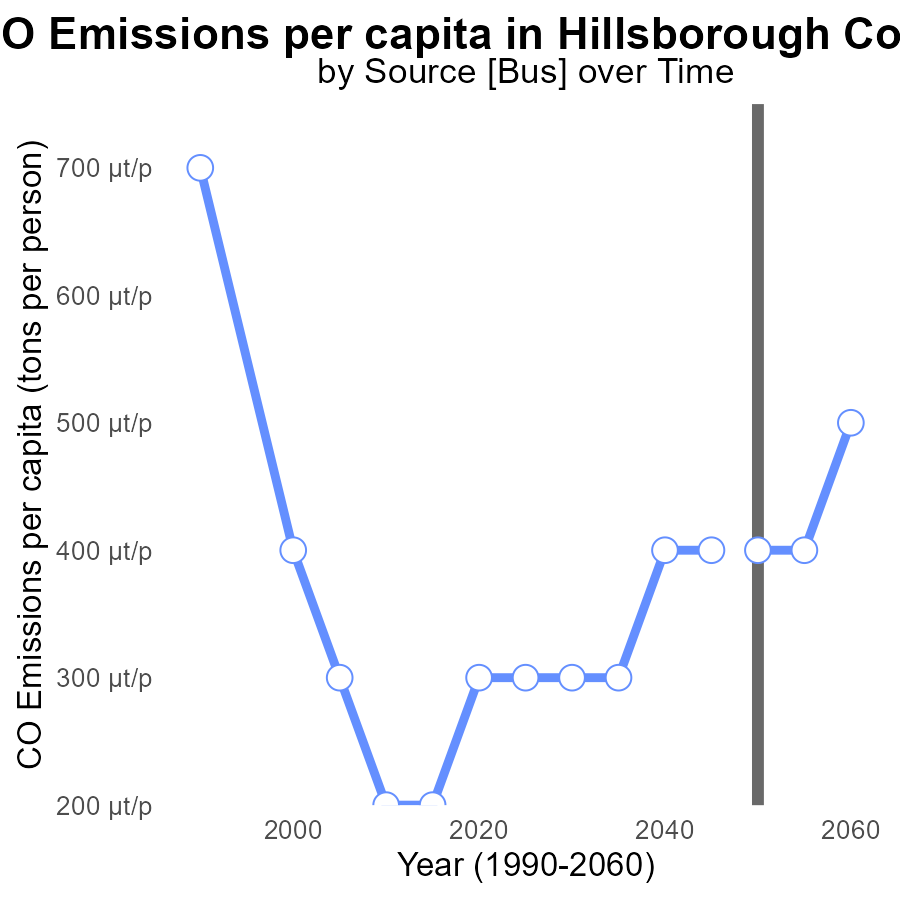 O Emissions per capita in Hillsborough Co
by Source [Bus] over Time
CO Emissions per capita (tons per person)
700 µt/p
600 µt/p
500 µt/p
400 µt/p
300 µt/p
200 µt/p
2000 2020 2040 2060
Year (1990-2060)